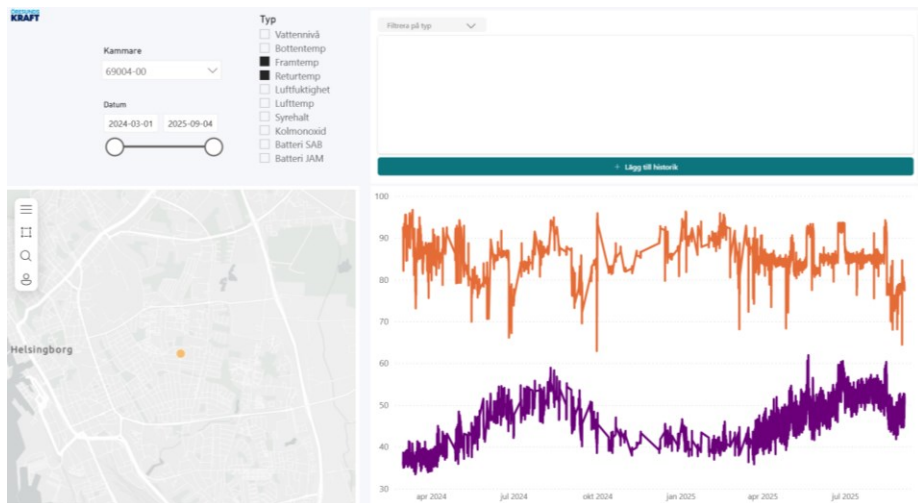 ÖRESUNDS
KRAFT
Kammare
69004-00
Datum
2024-03-01 2025-09-04
Typ
Vattennivå
Bottentemp
Framtemp
Returtemp
Luftfuktighet
Lufttemp
Syrehalt
Kolmonoxid
Batteri SAB
Batteri JAM
Filtrera på typ
+ Lägg till historik
Helsingborg
100
90
80
70
60
50
40
30
apr 2024 jul 2024 okt 2024 jan 2025 apr 2025 jul 2025